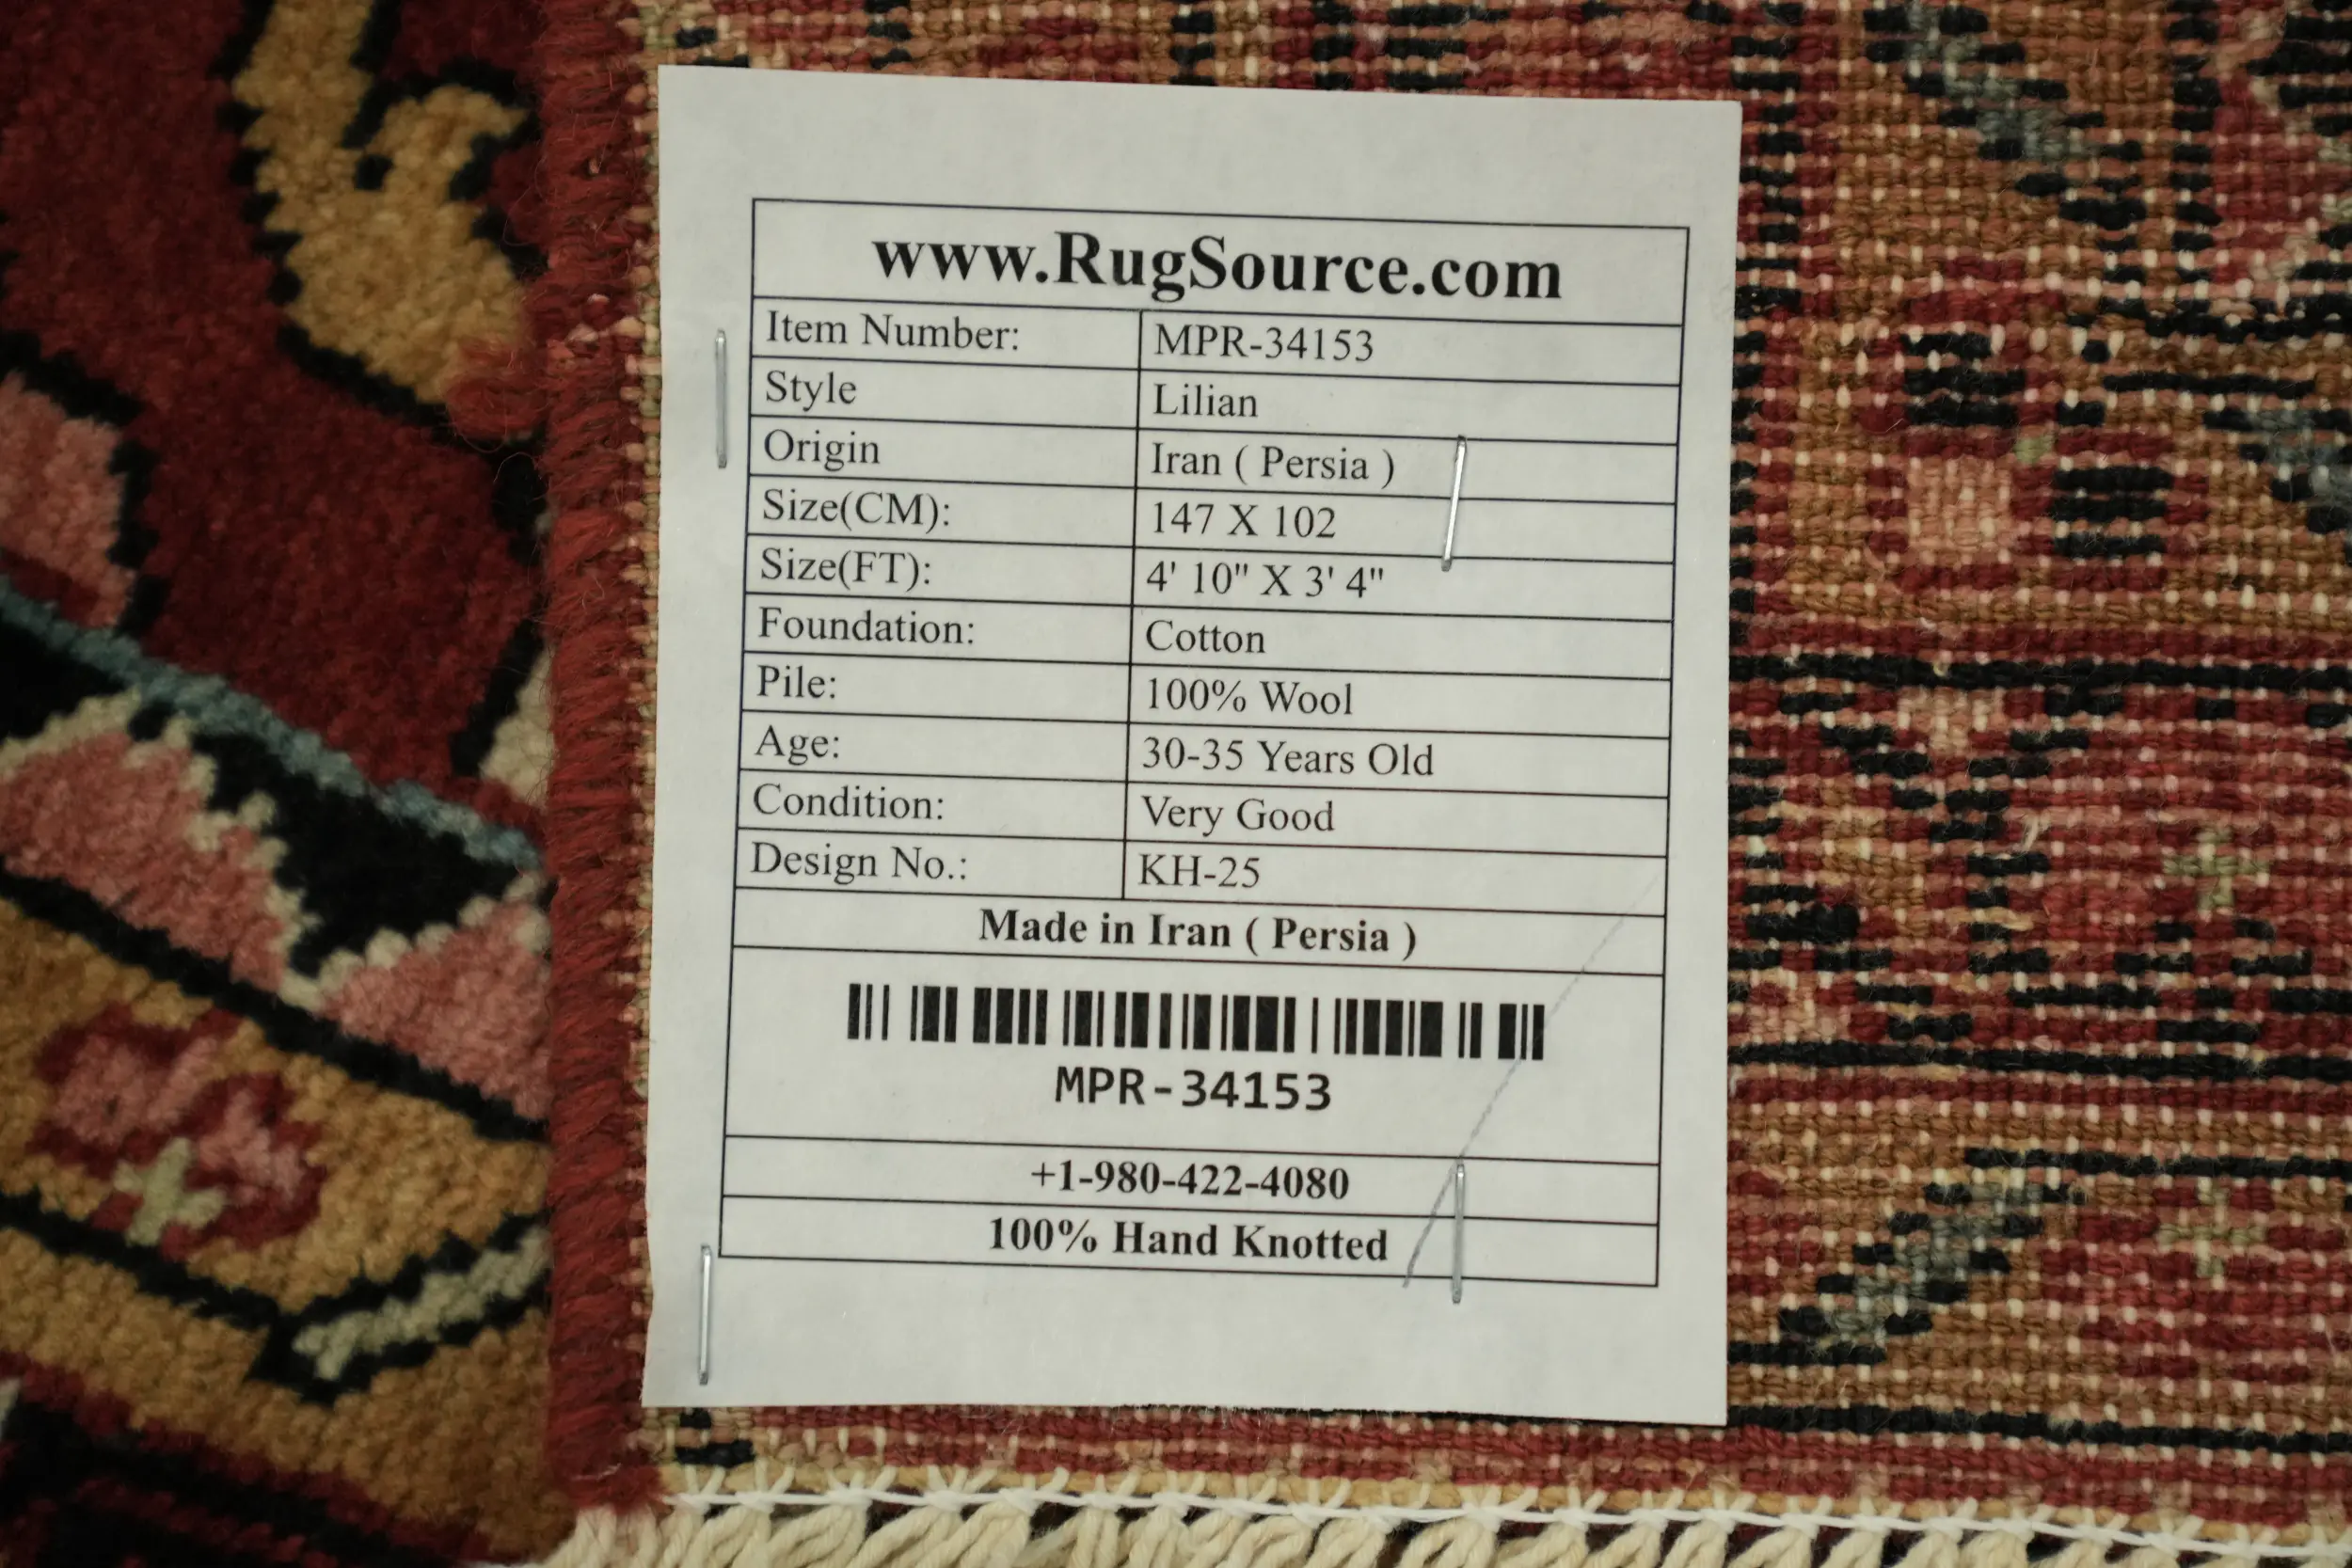 www.RugSource.com
Item Number: MPR-34153
Style Lilian
Origin Iran ( Persia )
Size(CM): 147 X 102
Size(FT): 4' 10" X 3' 4"
Foundation: Cotton
Pile: 100% Wool
Age: 30-35 Years Old
Condition: Very Good
Design No.: KH-25
Made in Iran ( Persia )
MPR-34153
+1-980-422-4080
100% Hand Knotted